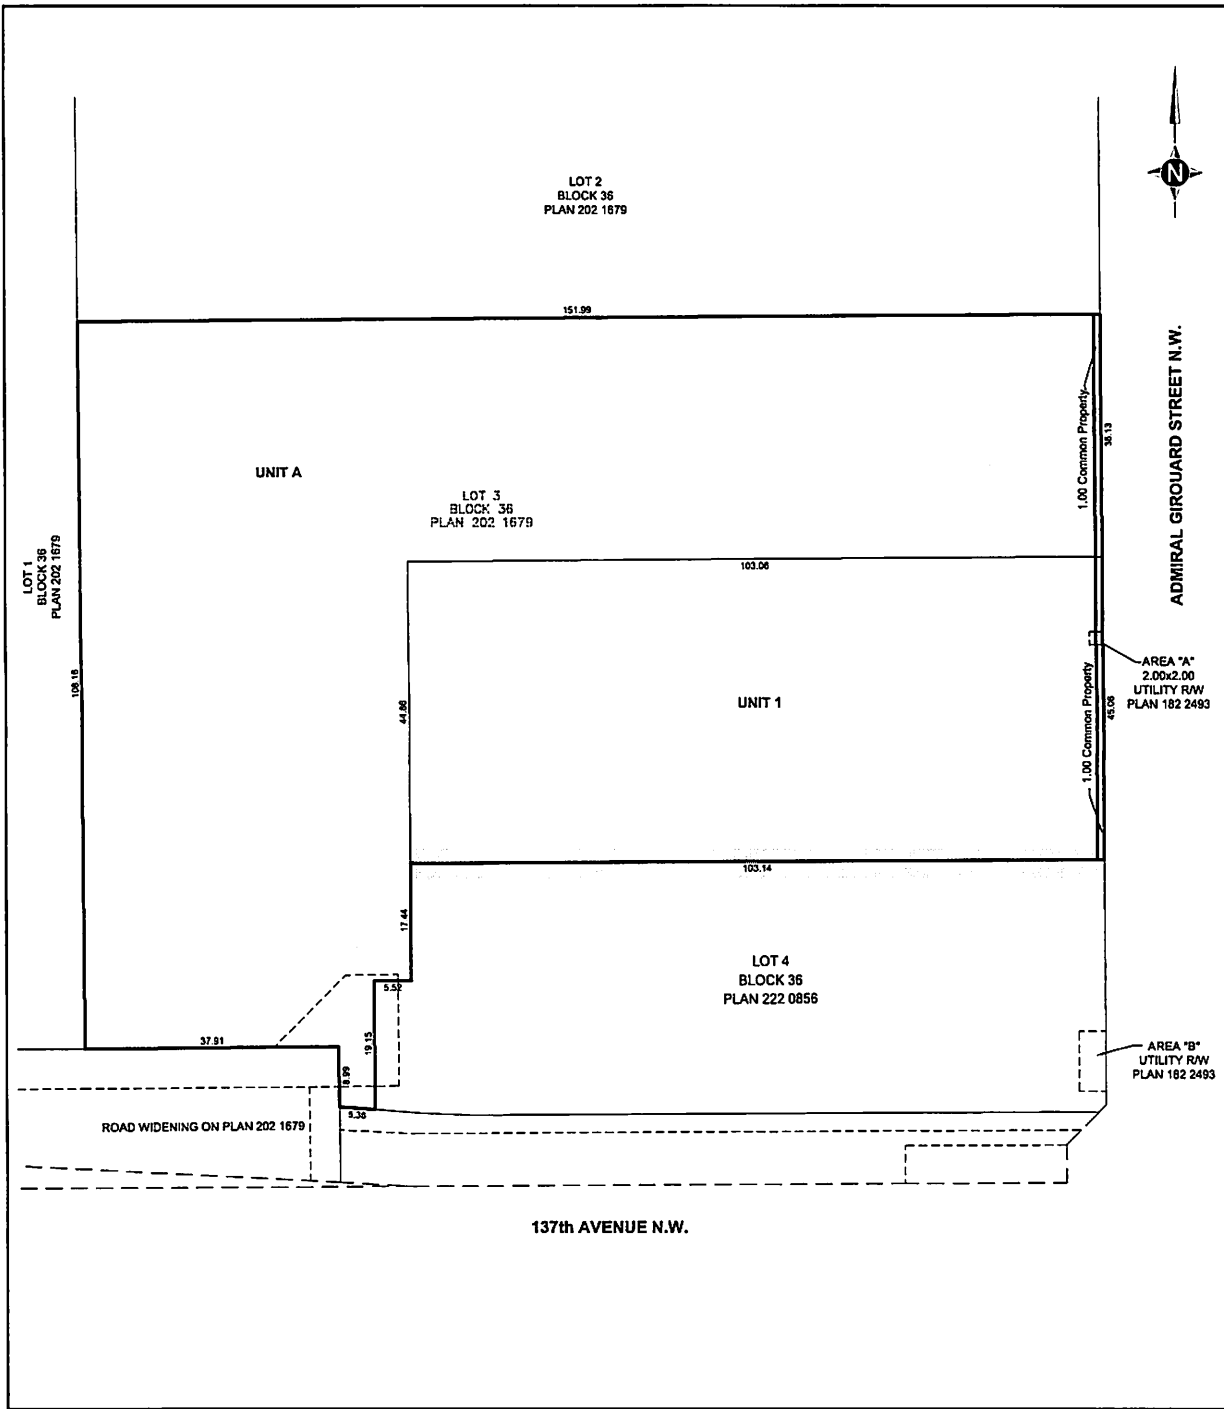 N
LOT 2
BLOCK 36
PLAN 202 1679
151.99
ADMIRAL GIROUARD STREET N.W.
1.00 Common Property
UNIT A
LOT 3
BLOCK 36
PLAN 202 1679
LOT 1
BLOCK 36
PLAN 202 1679
103.06
AREA "A"
2.00x2.00
UTILITY R/W
PLAN 182 2493
44.86
UNIT 1
1.00 Common Property
45.06
103.14
17.44
LOT 4
BLOCK 36
PLAN 222 0856
5.52
37.91
19.15
AREA "B"
UTILITY R/W
PLAN 182 2493
8.99
5.38
ROAD WIDENING ON PLAN 202 1679
137th AVENUE N.W.